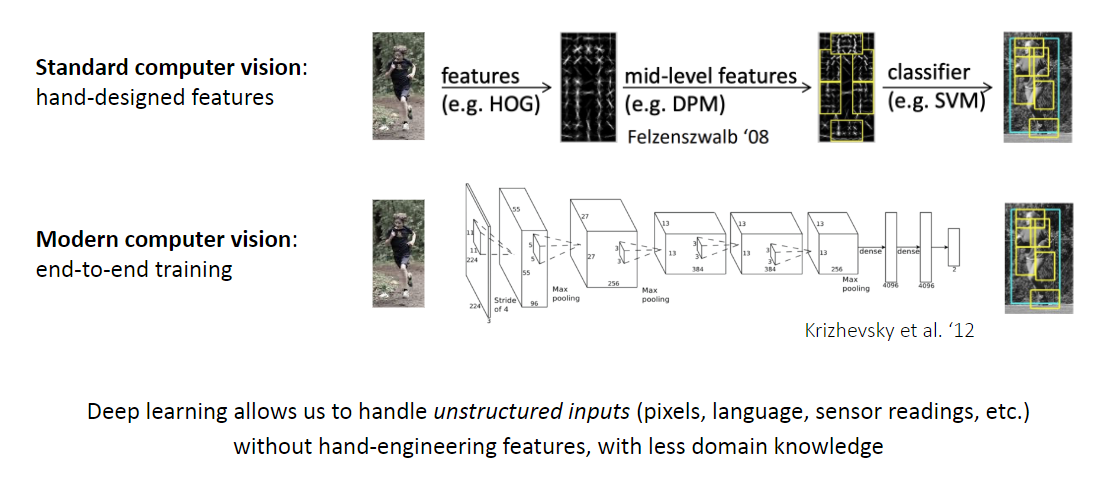 Standard computer vision:
hand-designed features
features
(e.g. HOG)
mid-level features
(e.g. DPM)
classifier
(e.g. SVM)
Felzenszwalb ‘08
Modern computer vision:
end-to-end training
11
11
224
224
3
Stride
of 4
55
55
5
5
96
Max
pooling
27
27
3
3
256
Max
pooling
13
13
3
3
384
13
13
3
3
384
13
13
256
Max
pooling
dense
4096
dense
4096
2
Krizhevsky et al. ‘12
Deep learning allows us to handle unstructured inputs (pixels, language, sensor readings, etc.)
without hand-engineering features, with less domain knowledge